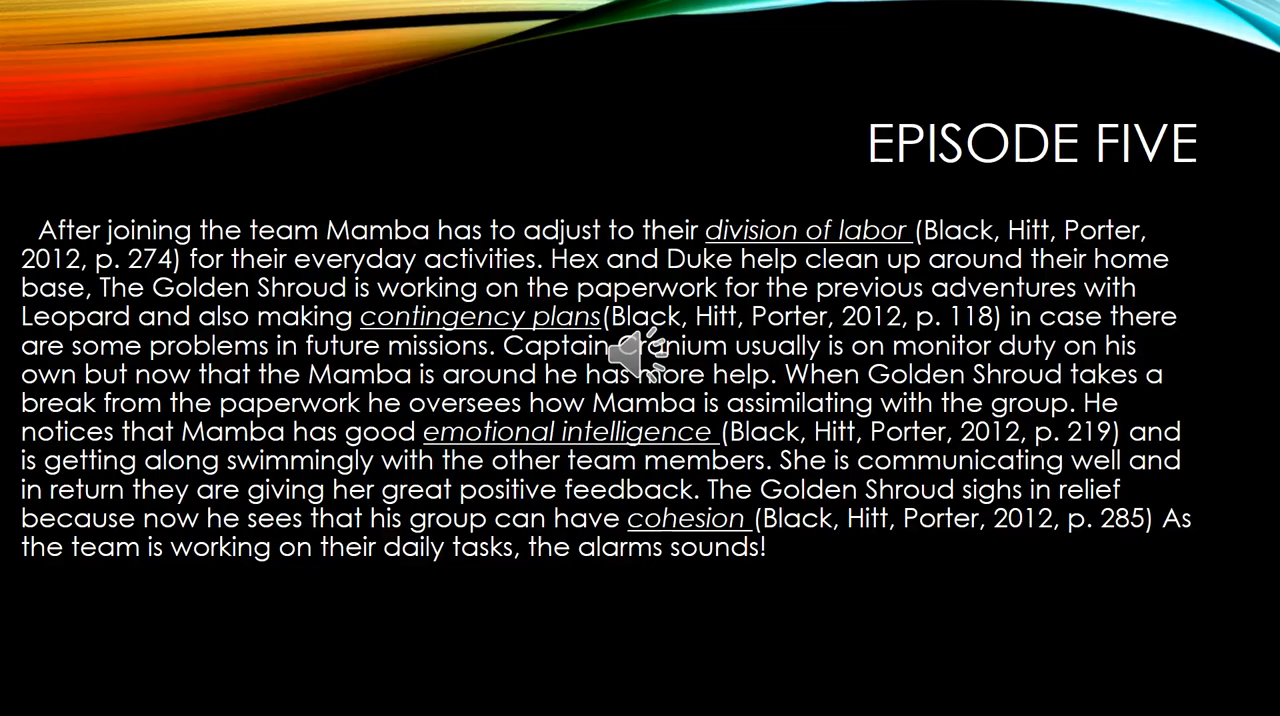 EPISODE FIVE
After joining the team Mamba has to adjust to their division of labor (Black, Hitt, Porter,
2012, p. 274) for their everyday activities. Hex and Duke help clean up around their home
base, The Golden Shroud is working on the paperwork for the previous adventures with
Leopard and also making contingency plans(Black, Hitt, Porter, 2012, p. 118) in case there
are some problems in future missions. Captain Cranium usually is on monitor duty on his
own but now that the Mamba is around he has more help. When Golden Shroud takes a
break from the paperwork he oversees how Mamba is assimilating with the group. He
notices that Mamba has good emotional intelligence (Black, Hitt, Porter, 2012, p. 219) and
is getting along swimmingly with the other team members. She is communicating well and
in return they are giving her great positive feedback. The Golden Shroud sighs in relief
because now he sees that his group can have cohesion (Black, Hitt, Porter, 2012, p. 285) As
the team is working on their daily tasks, the alarms sounds!